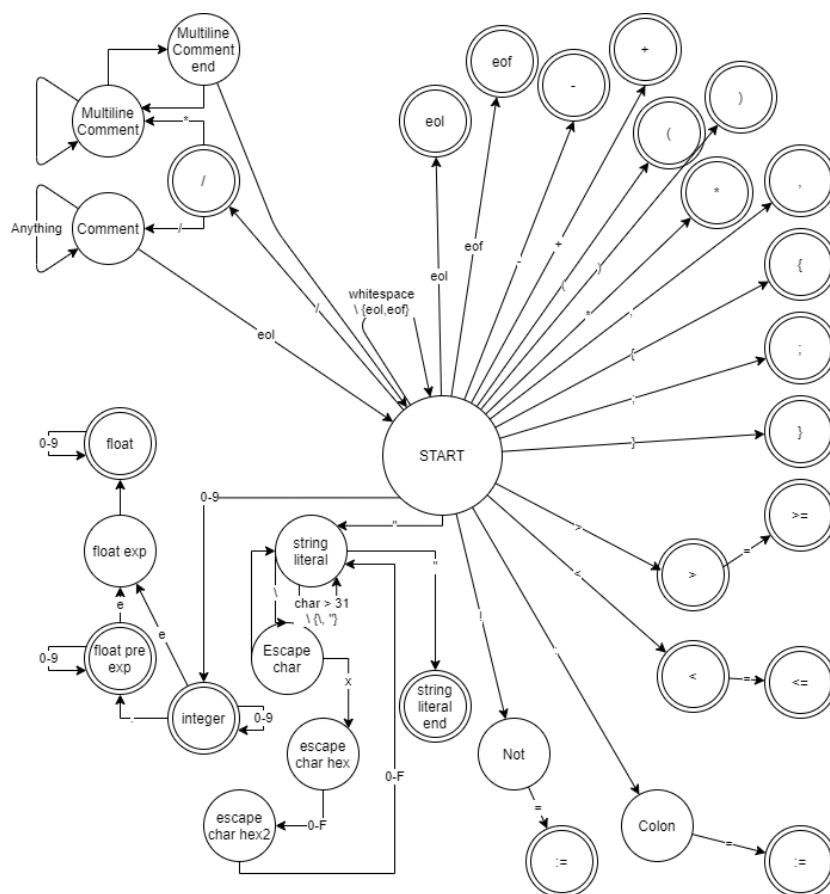 Multiline
Comment
end
Multiline
Comment
*
/
Anything
Comment
/
eol
eof
-
+
(
)
*
,
{
;
}
eol
eof
-
+
(
)
*
,
{
;
}
whitespace
\ {eol,eof}
/
eol
START
0-9
float
0-9
float exp
e
e
float pre
exp
0-9
.
integer
0-9
"
string
literal
"
\
char > 31
\ {\, "}
Escape
char
x
string
literal
end
escape
char hex
0-F
0-F
escape
char hex2
>
>
=
>=
<
<
=
<=
!
Not
=
:=
:
Colon
=
:=